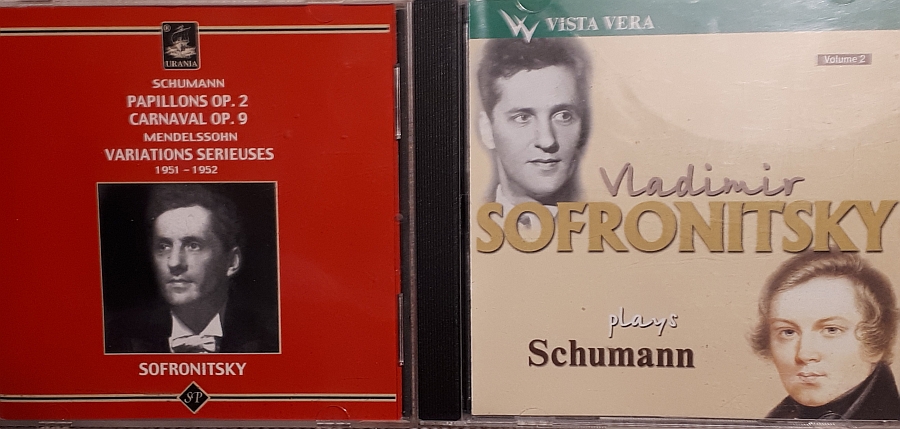 URANIA
SCHUMANN
PAPILLONS OP. 2
CARNAVAL OP. 9
MENDELSSOHN
VARIATIONS SERIEUSES
1951 - 1952
SOFRONITSKY
SP
VISTA VERA
Volume 2
Vladimir
SOFRONITSKY
plays
Schumann